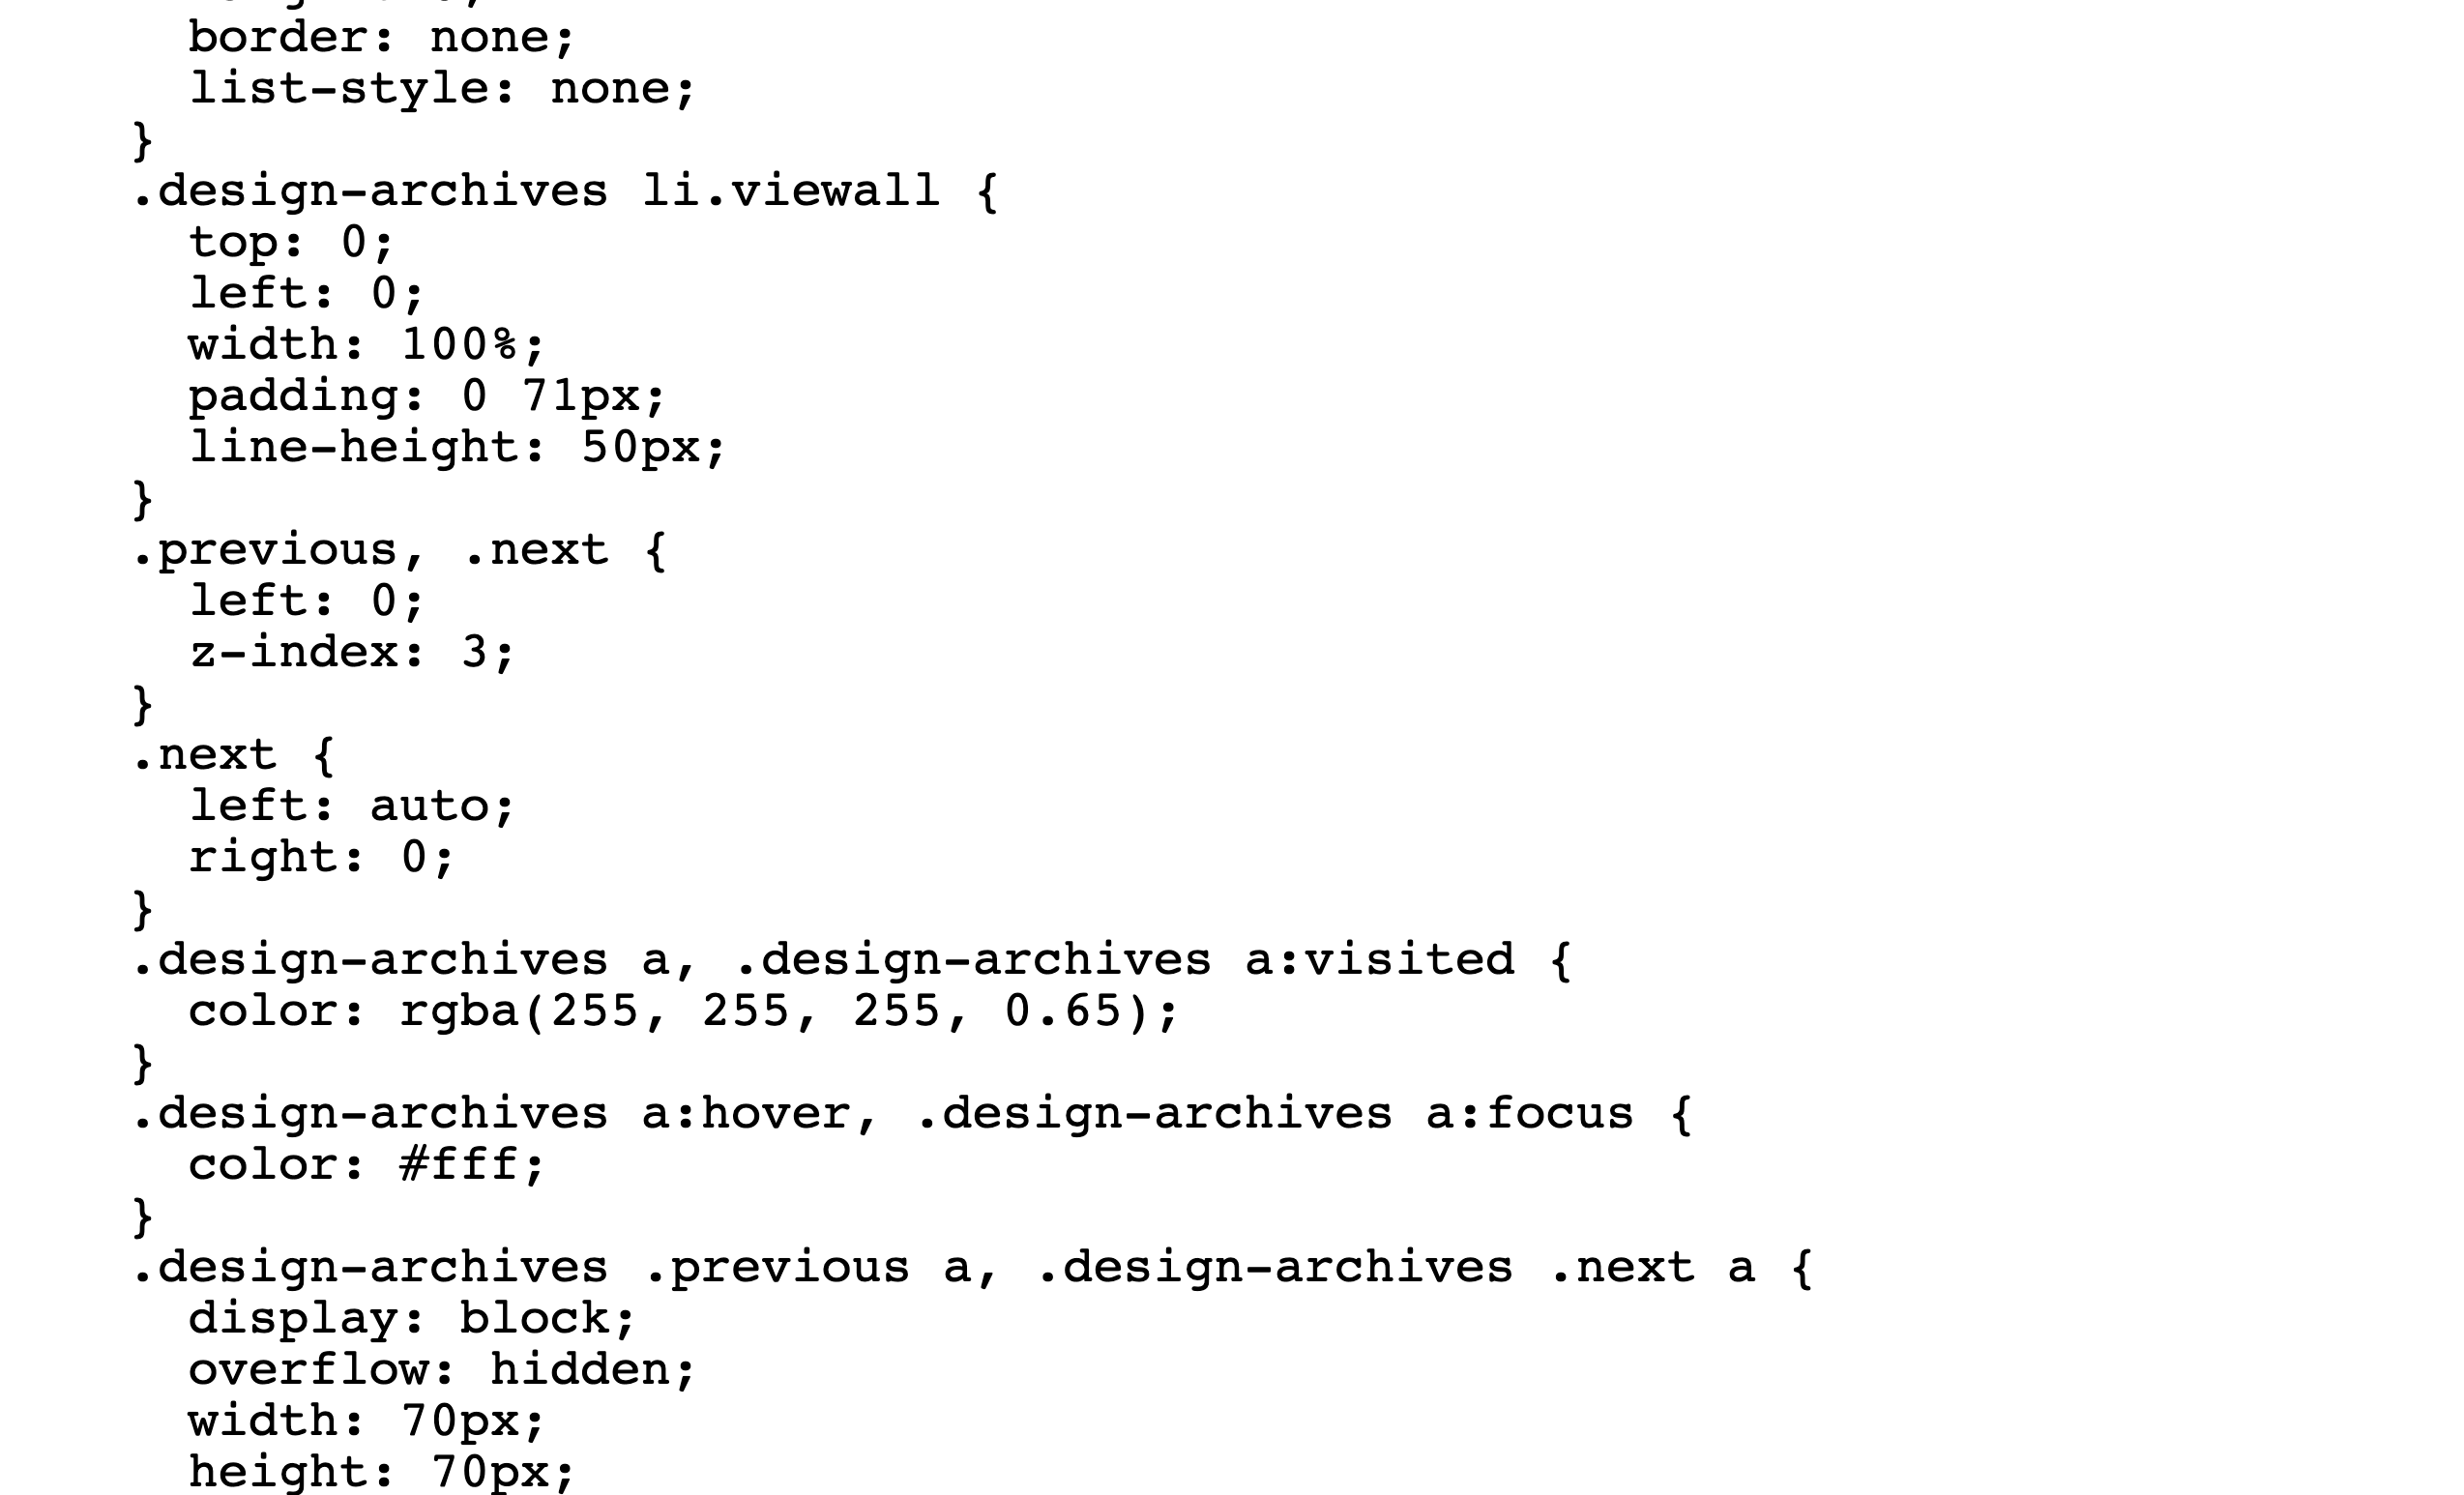 border: none;
list-style: none;
}
.design-archives li.viewall {
top: 0;
left: 0;
width: 100%;
padding: 0 71px;
line-height: 50px;
}
.previous, .next {
left: 0;
z-index: 3;
}
.next {
left: auto;
right: 0;
}
.design-archives a, .design-archives a:visited {
color: rgba(255, 255, 255, 0.65);
}
.design-archives a:hover, .design-archives a:focus {
color: #fff;
}
.design-archives .previous a, .design-archives .next a {
display: block;
overflow: hidden;
width: 70px;
height: 70px;